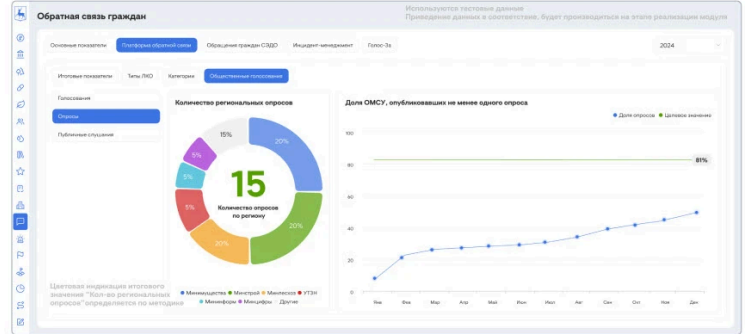 Обратная связь граждан
Используются тестовые данные
Приведение данных в соответствие, будет производиться на этапе реализации модуля
Основные показатели
Платформа обратной связи
Обращения граждан СЭДО
Инцидент-менеджмент
Голос-3а
2024
Итоговые показатели
Типы ЛКО
Категории
Общественные голосования
Голосования
Опросы
Публичные слушания
Количество региональных опросов
15%
20%
5%
5%
5%
20%
20%
15
Количество опросов
по региону
Минимущества
Минстрой
Минлесхоз
УТЗН
Мининформ
Минцифры
Другие
Цветовая индикация итогового
значения "Кол-во региональных
опросов"определяется по методике
Доля ОМСУ, опубликовавших не менее одного опроса
Доля опросов
Целевое значение
100
80
60
40
20
0
81%
Янв
Фев
Мар
Апр
Май
Июн
Июл
Авг
Сен
Окт
Ноя
Дек